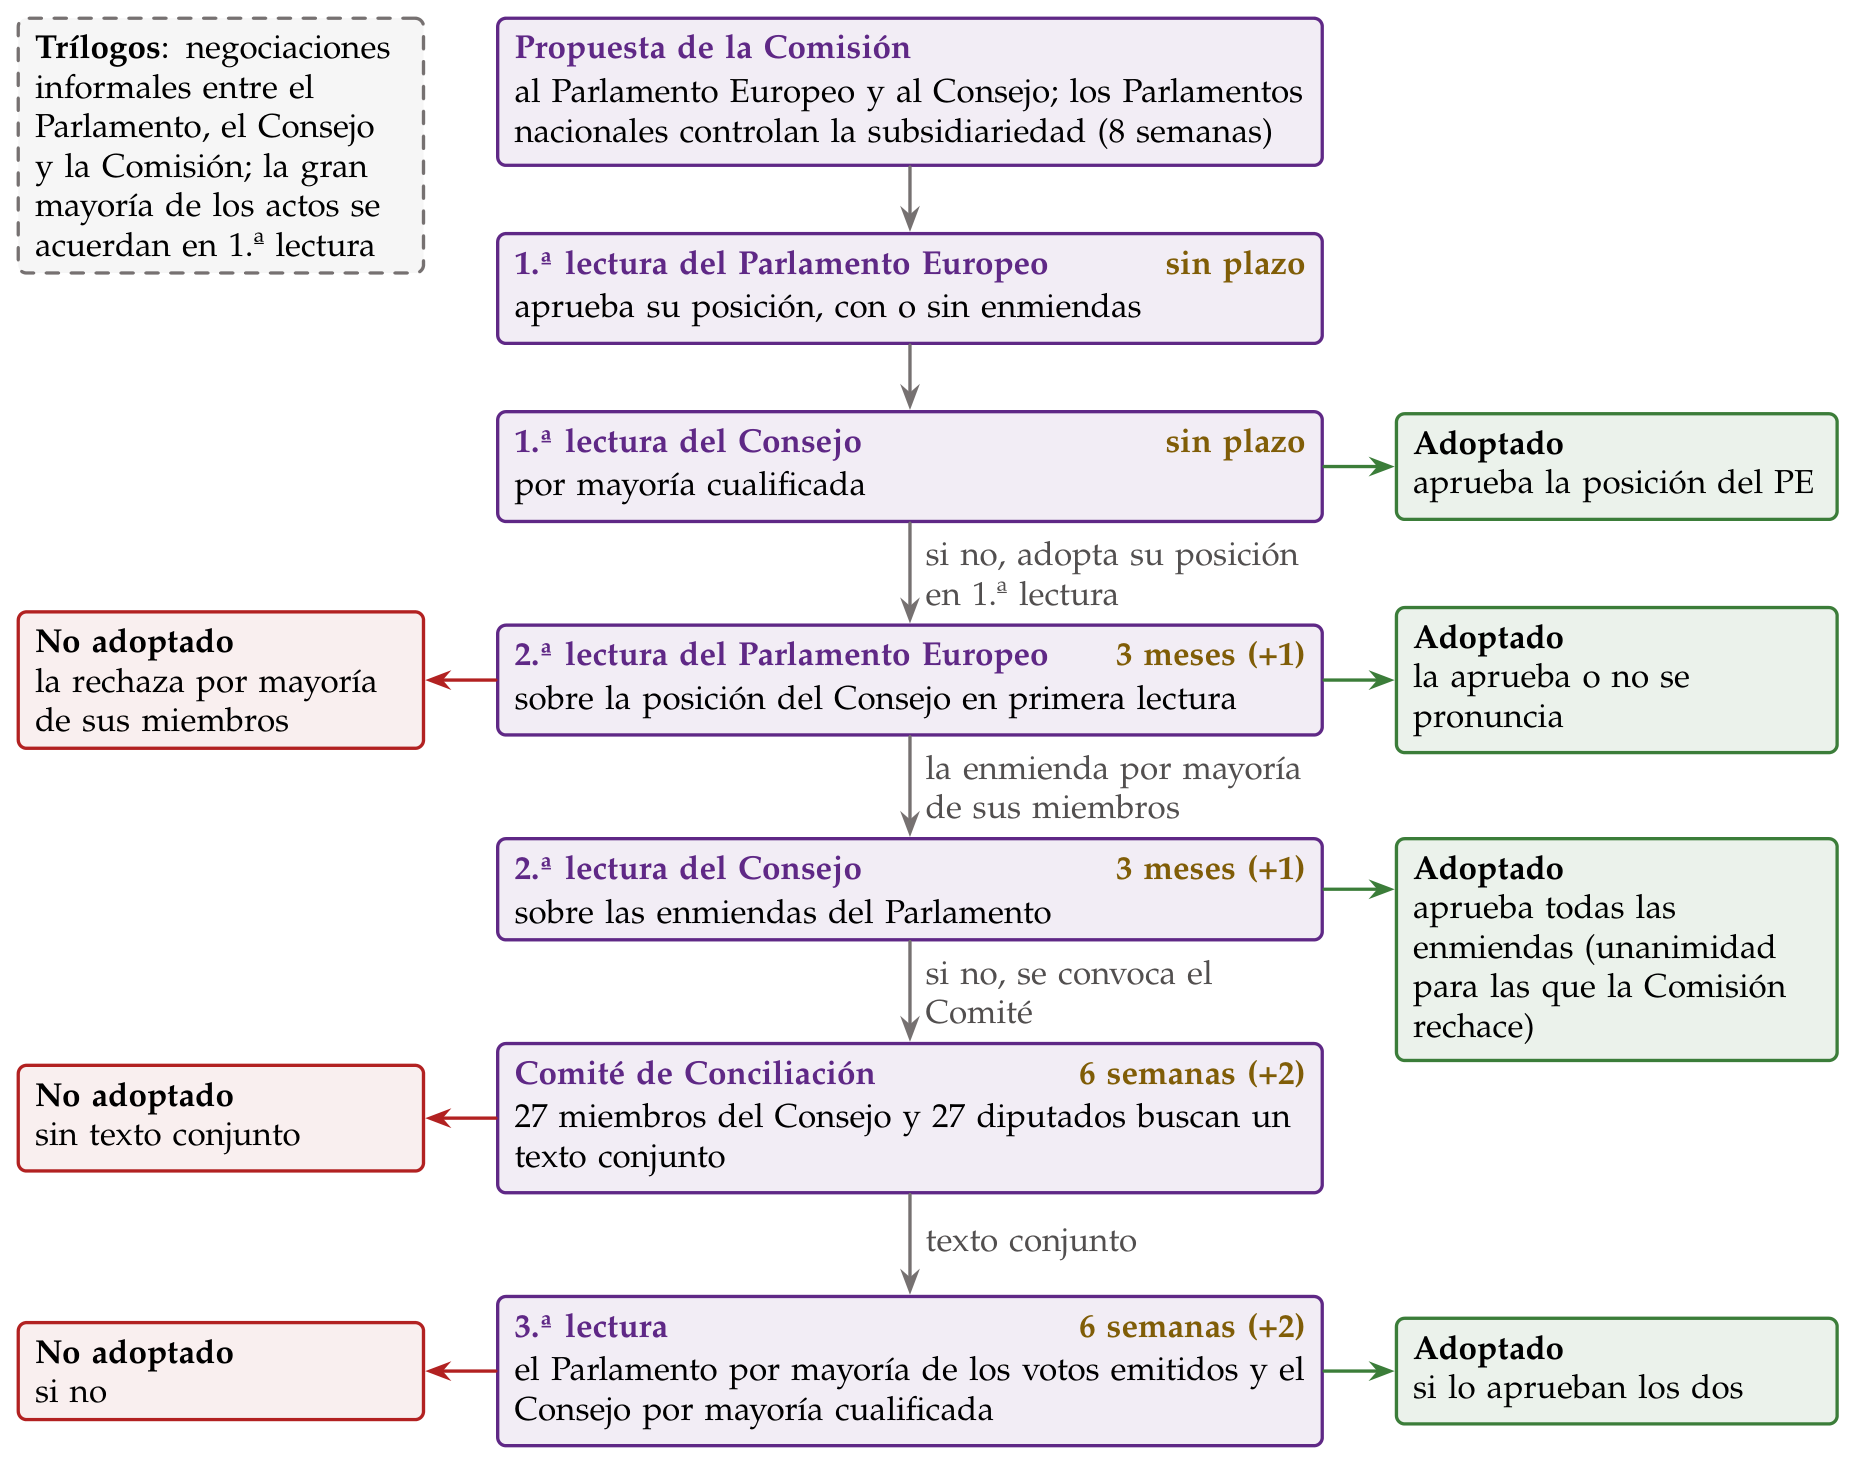 Trílogos: negociaciones
informales entre el
Parlamento, el Consejo
y la Comisión; la gran
mayoría de los actos se
acuerdan en 1.ª lectura
Propuesta de la Comisión
al Parlamento Europeo y al Consejo; los Parlamentos
nacionales controlan la subsidiariedad (8 semanas)
1.ª lectura del Parlamento Europeo sin plazo
aprueba su posición, con o sin enmiendas
1.ª lectura del Consejo sin plazo
por mayoría cualificada
Adoptado
aprueba la posición del PE
si no, adopta su posición
en 1.ª lectura
No adoptado
la rechaza por mayoría
de sus miembros
2.ª lectura del Parlamento Europeo 3 meses (+1)
sobre la posición del Consejo en primera lectura
Adoptado
la aprueba o no se
pronuncia
la enmienda por mayoría
de sus miembros
2.ª lectura del Consejo 3 meses (+1)
sobre las enmiendas del Parlamento
Adoptado
aprueba todas las
enmiendas (unanimidad
para las que la Comisión
rechace)
si no, se convoca el
Comité
No adoptado
sin texto conjunto
Comité de Conciliación 6 semanas (+2)
27 miembros del Consejo y 27 diputados buscan un
texto conjunto
texto conjunto
No adoptado
si no
3.ª lectura 6 semanas (+2)
el Parlamento por mayoría de los votos emitidos y el
Consejo por mayoría cualificada
Adoptado
si lo aprueban los dos